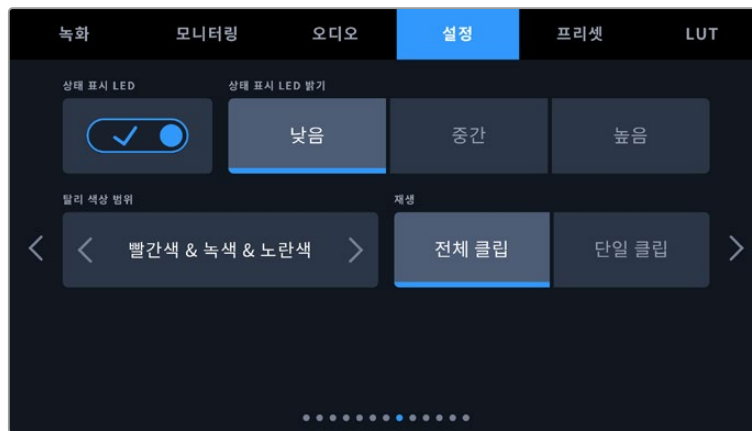 녹화 모니터링 오디오 설정 프리셋 LUT
상태 표시 LED 상태 표시 LED 밝기
낮음 중간 높음
탈리 색상 범위 재생
빨간색 & 녹색 & 노란색 전체 클립 단일 클립